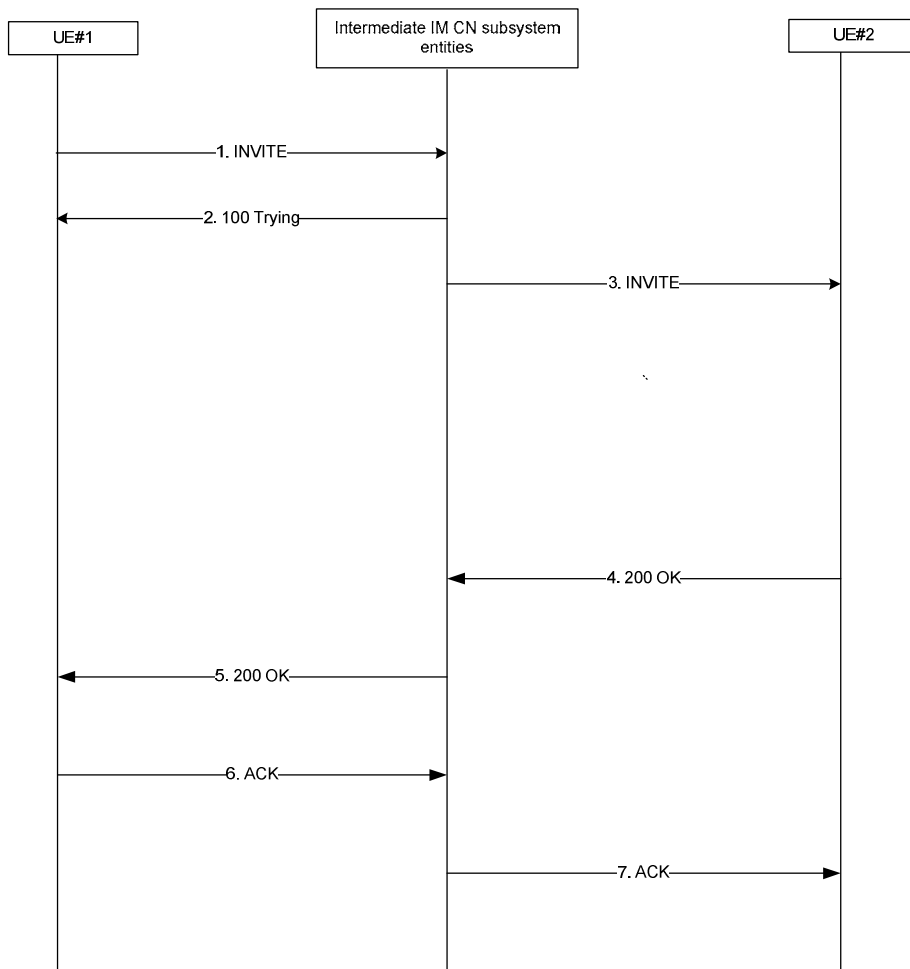 UE#1
Intermediate IM CN subsystem
entities
UE#2
1. INVITE
2. 100 Trying
3. INVITE
4. 200 OK
5. 200 OK
6. ACK
7. ACK